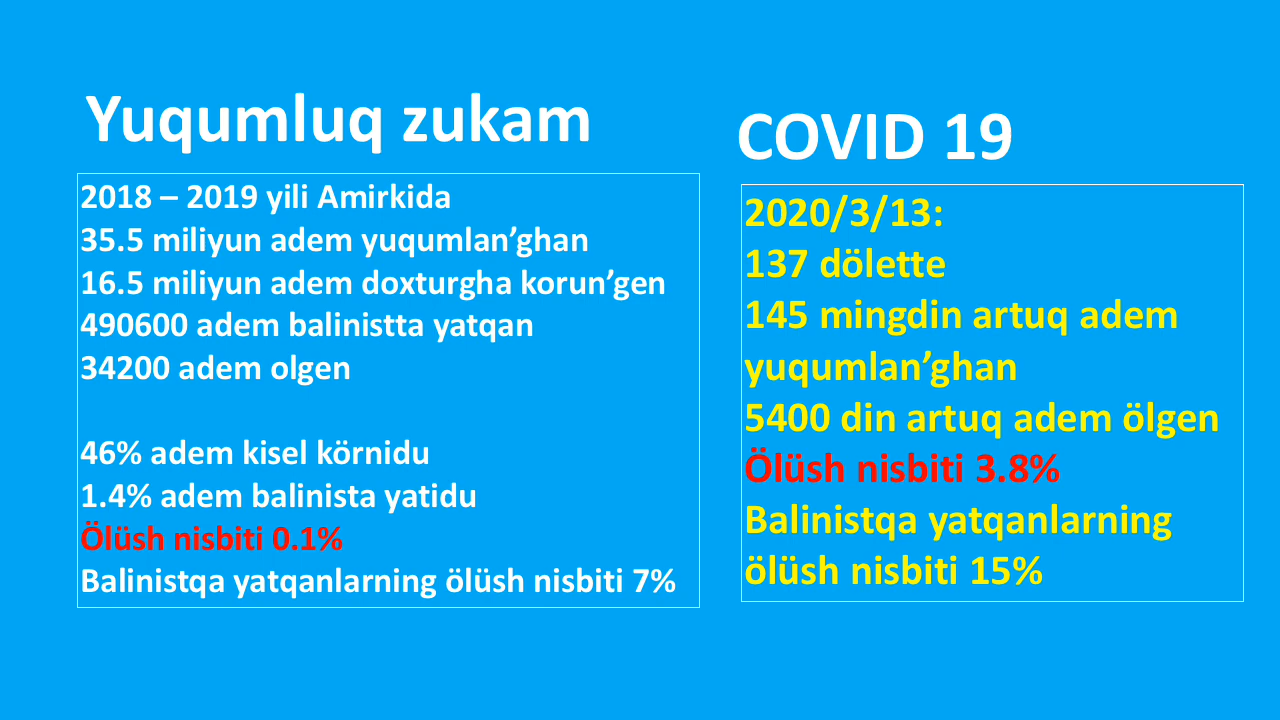 Yuqumluq zukam
2018 – 2019 yili Amirkida
35.5 miliyun adem yuqumlan’ghan
16.5 miliyun adem doxturgha korun’gen
490600 adem balinistta yatqan
34200 adem olgen
46% adem kisel körnidu
1.4% adem balinista yatidu
Ölüsh nisbiti 0.1%
Balinistqa yatqanlarning ölüsh nisbiti 7%
COVID 19
2020/3/13:
137 dölette
145 mingdin artuq adem
yuqumlan’ghan
5400 din artuq adem ölgen
Ölüsh nisbiti 3.8%
Balinistqa yatqanlarning
ölüsh nisbiti 15%